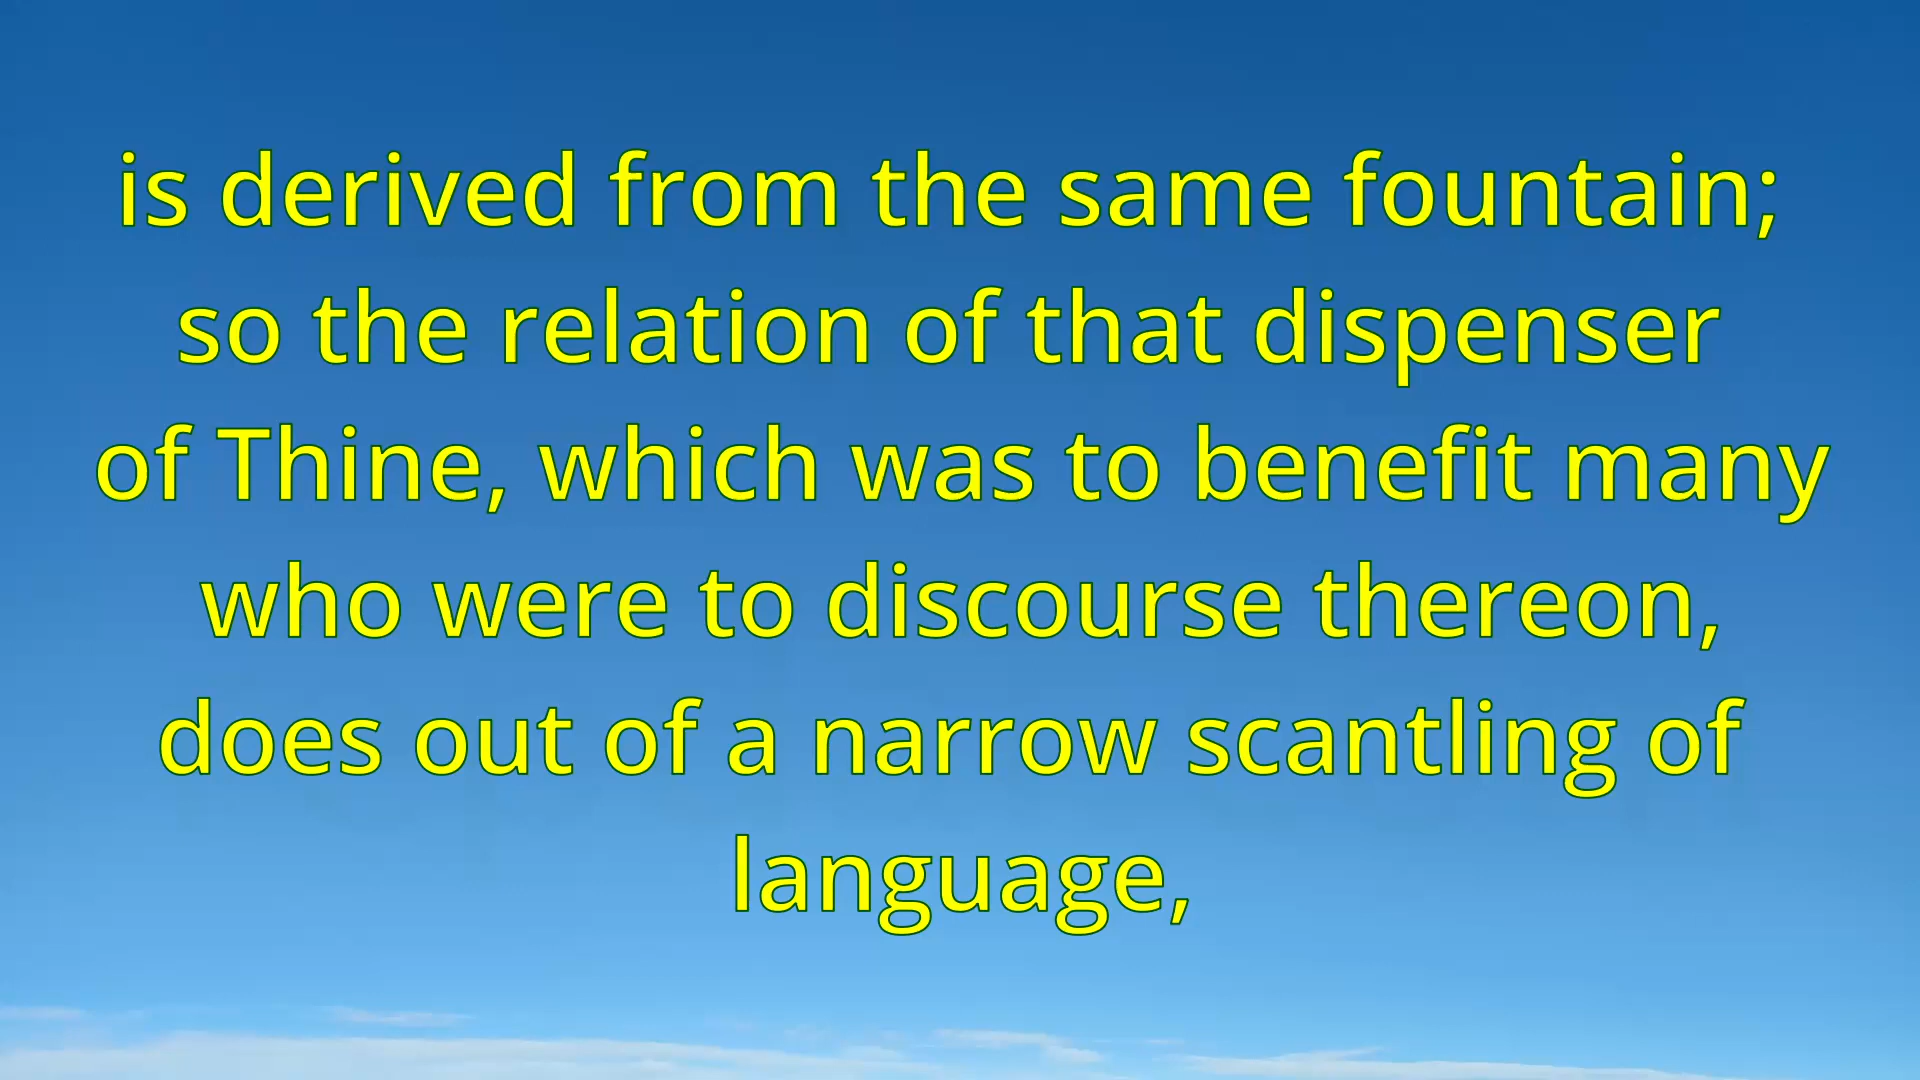 is derived from the same fountain;
so the relation of that dispenser
of Thine, which was to benefit many
who were to discourse thereon,
does out of a narrow scantling of
language,